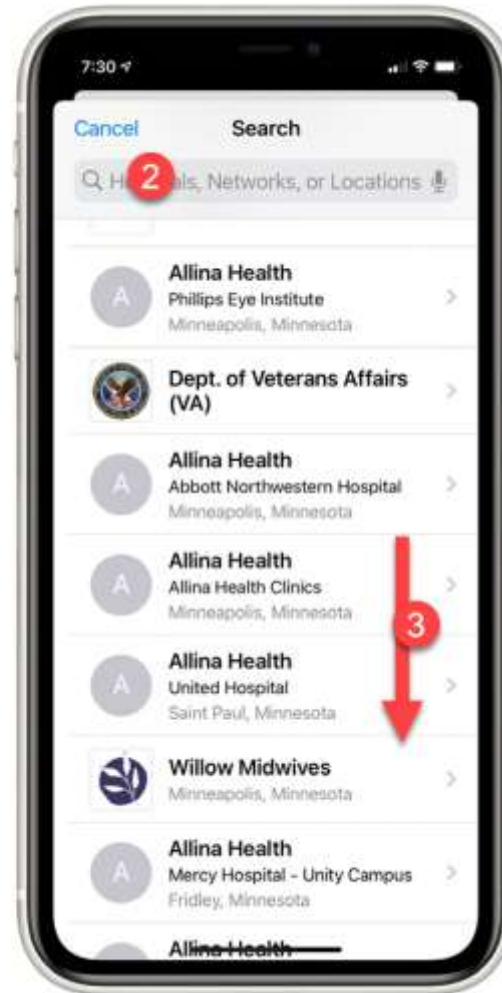 7:30
Cancel
Search
2
Networks, or Locations
Allina Health
Phillips Eye Institute
Minneapolis, Minnesota
Dept. of Veterans Affairs
(VA)
A
Allina Health
Abbott Northwestern Hospital
Minneapolis, Minnesota
A
Allina Health
Allina Health Clinics
Minneapolis, Minnesota
3
A
Allina Health
United Hospital
Saint Paul, Minnesota
A
Willow Midwives
Minneapolis, Minnesota
Allina Health
Mercy Hospital - Unity Campus
Fridley, Minnesota
A
Allina Health